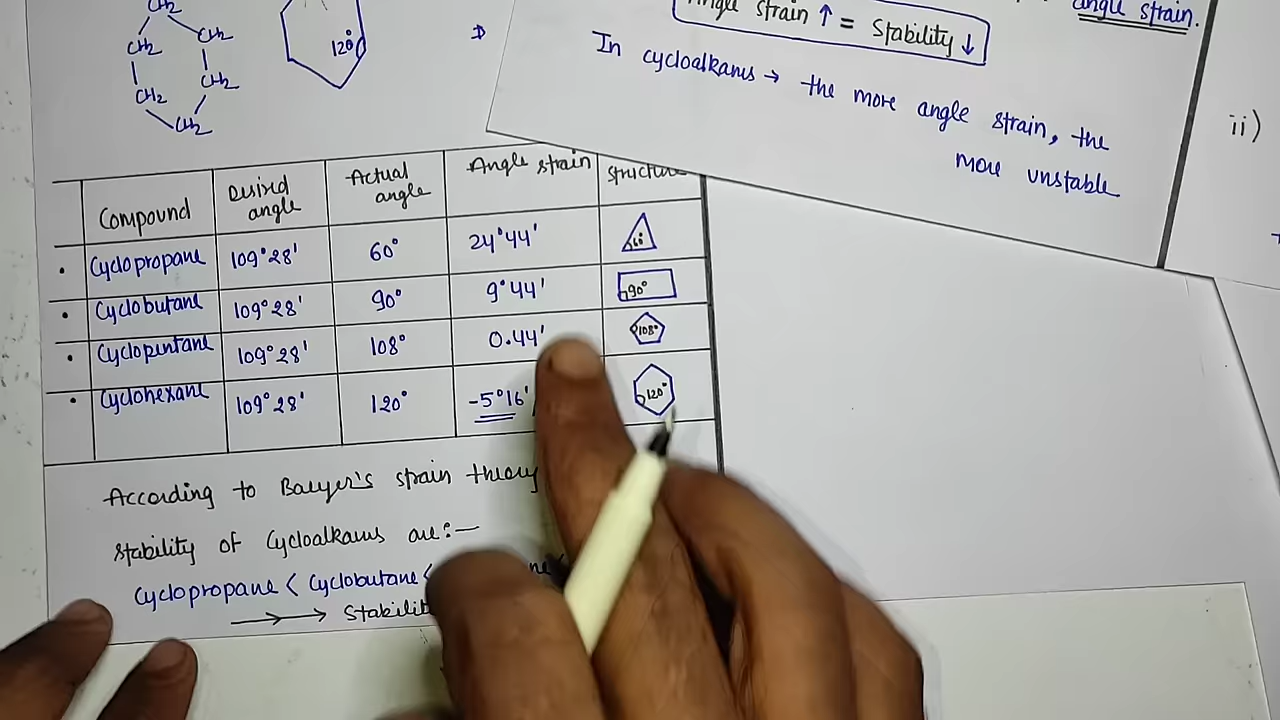 CH₂
CH₂ CH₂
CH₂ CH₂
CH₂
120°
angle strain.
Angle strain ↑ = Stability ↓
In cycloalkanes → the more angle strain, the
more unstable
ii)
Compound Desired angle Actual angle Angle strain Structure
• Cyclopropane 109°28' 60° 24°44' 60°
• Cyclobutane 109°28' 90° 9°44' 90°
• Cyclopentane 109°28' 108° 0.44' 108°
• Cyclohexane 109°28' 120° -5°16' 120°
According to Baeyer's strain theory
Stability of Cycloalkanes are:—
Cyclopropane < Cyclobutane <
→→ Stabilit